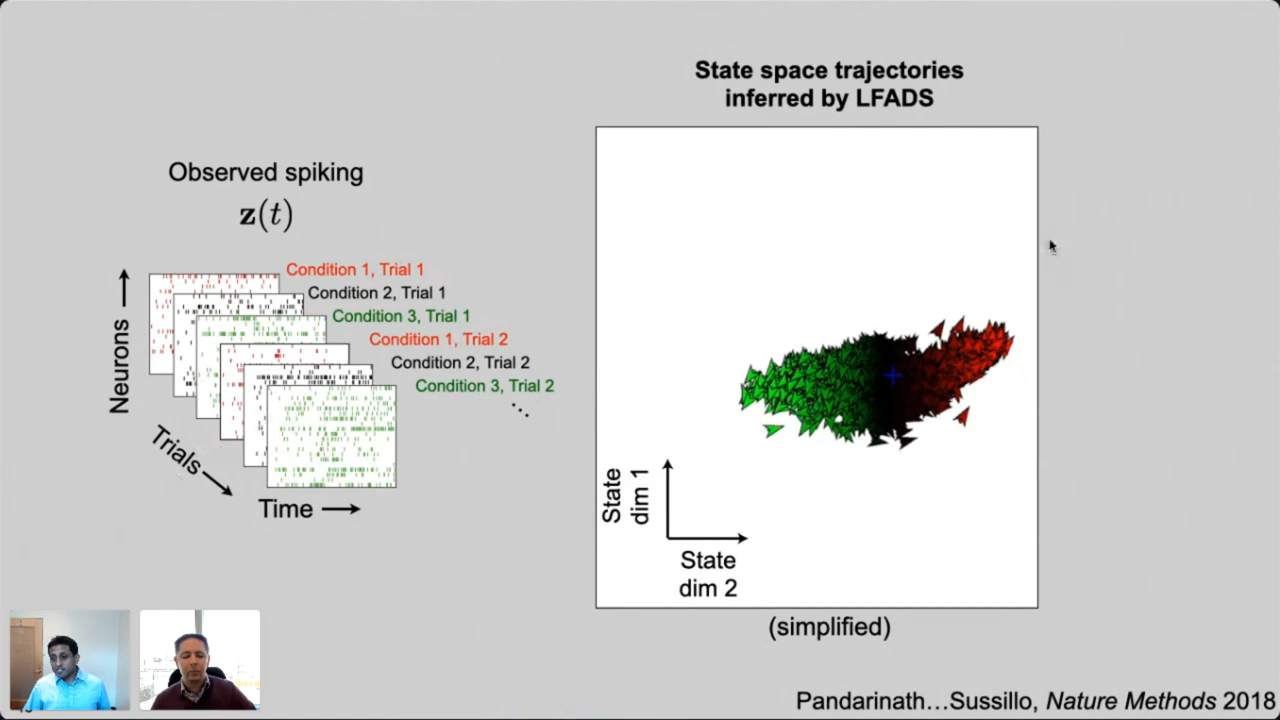 State space trajectories
inferred by LFADS
Observed spiking
z(t)
Condition 1, Trial 1
Condition 2, Trial 1
Condition 3, Trial 1
Condition 1, Trial 2
Condition 2, Trial 2
Condition 3, Trial 2
Neurons
Trials
Time
State
dim 1
State
dim 2
(simplified)
Pandarinath…Sussillo, Nature Methods 2018